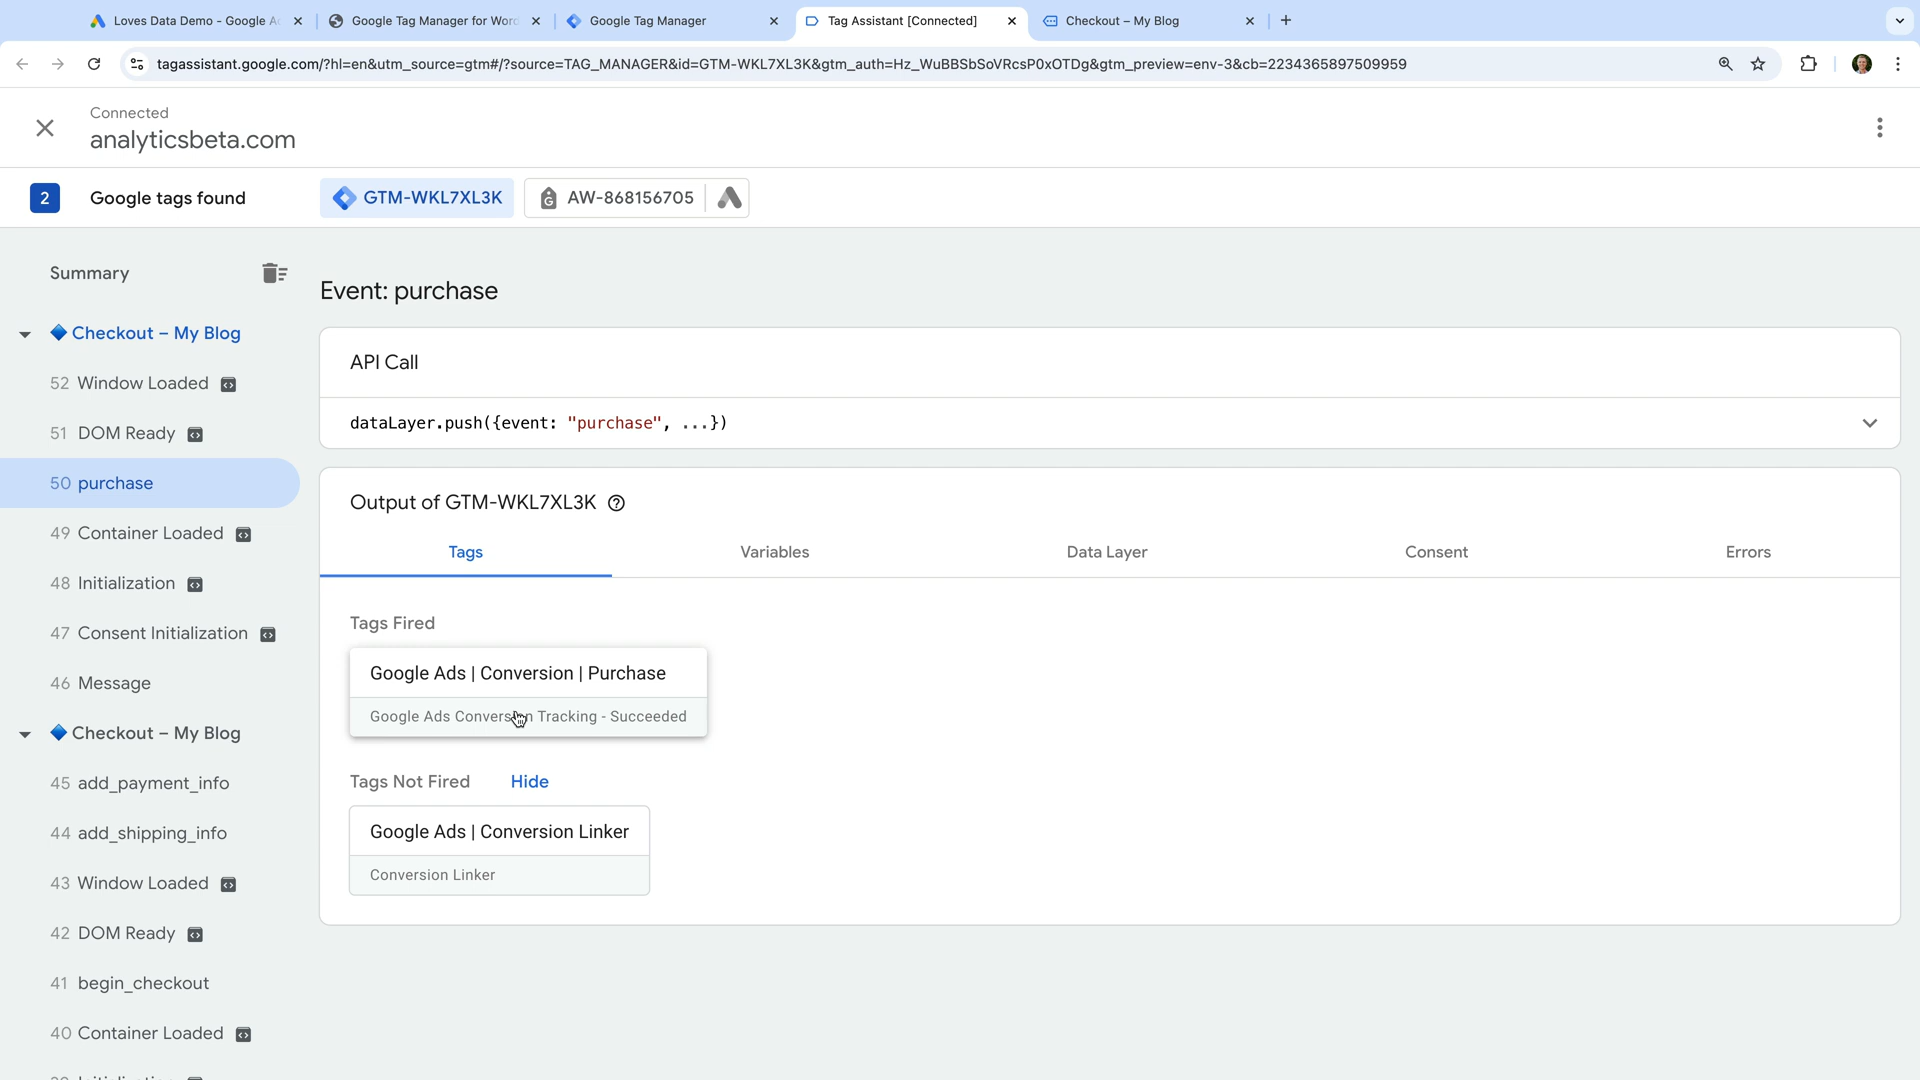 Loves Data Demo - Google A
Google Tag Manager for Wor
Google Tag Manager
Tag Assistant [Connected]
Checkout – My Blog
tagassistant.google.com/?hl=en&utm_source=gtm#/?source=TAG_MANAGER&id=GTM-WKL7XL3K&gtm_auth=Hz_WuBBSbSoVRcsP0xOTDg&gtm_preview=env-3&cb=2234365897509959
Connected
analyticsbeta.com
2
Google tags found
GTM-WKL7XL3K
AW-868156705
Summary
Checkout – My Blog
52 Window Loaded
51 DOM Ready
50 purchase
49 Container Loaded
48 Initialization
47 Consent Initialization
46 Message
Checkout – My Blog
45 add_payment_info
44 add_shipping_info
43 Window Loaded
42 DOM Ready
41 begin_checkout
40 Container Loaded
Event: purchase
API Call
dataLayer.push({event: "purchase", ...})
Output of GTM-WKL7XL3K
Tags
Variables
Data Layer
Consent
Errors
Tags Fired
Google Ads | Conversion | Purchase
Google Ads Conversion Tracking - Succeeded
Tags Not Fired
Hide
Google Ads | Conversion Linker
Conversion Linker